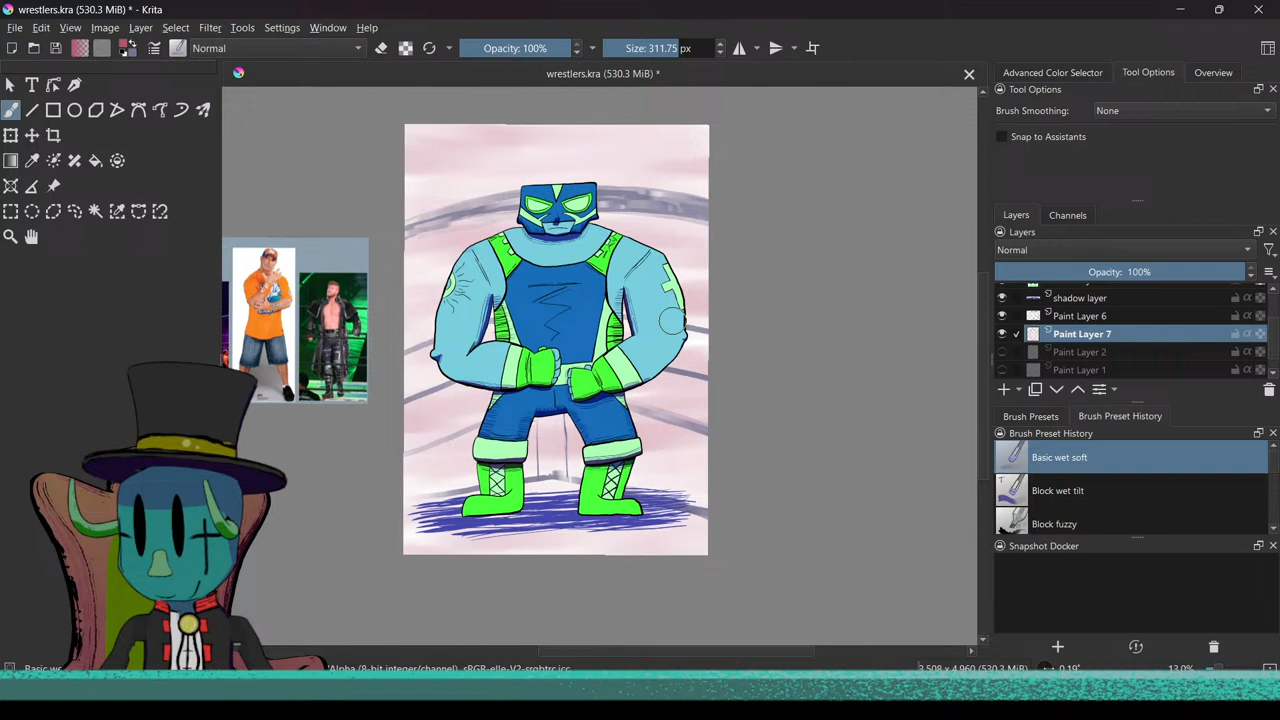 wrestlers.kra (530.3 MiB) * - Krita
File Edit View Image Layer Select Filter Tools Settings Window Help
Normal Opacity: 100% Size: 311.75 px
wrestlers.kra (530.3 MiB) *
Advanced Color Selector Tool Options Overview
Tool Options
Brush Smoothing: None
Snap to Assistants
Layers Channels
Layers
Normal
Opacity: 100%
shadow layer
Paint Layer 6
Paint Layer 7
Paint Layer 2
Paint Layer 1
Brush Presets Brush Preset History
Brush Preset History
Basic wet soft
Block wet tilt
Block fuzzy
Snapshot Docker